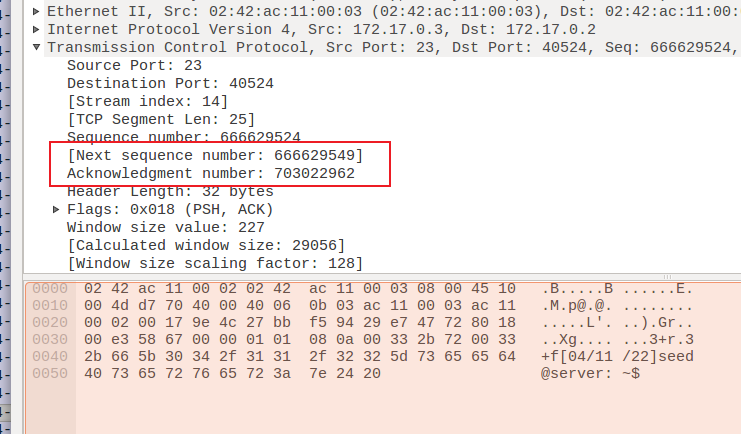 Ethernet II, Src: 02:42:ac:11:00:03 (02:42:ac:11:00:03), Dst: 02:42:ac:11:00:
Internet Protocol Version 4, Src: 172.17.0.3, Dst: 172.17.0.2
Transmission Control Protocol, Src Port: 23, Dst Port: 40524, Seq: 666629524,
Source Port: 23
Destination Port: 40524
[Stream index: 14]
[TCP Segment Len: 25]
Sequence number: 666629524
[Next sequence number: 666629549]
Acknowledgment number: 703022962
Header Length: 32 bytes
Flags: 0x018 (PSH, ACK)
Window size value: 227
[Calculated window size: 29056]
[Window size scaling factor: 128]
0000 02 42 ac 11 00 02 02 42 ac 11 00 03 08 00 45 10 .B.....B ......E.
0010 00 4d d7 70 40 00 40 06 0b 03 ac 11 00 03 ac 11 .M.p@.@. ........
0020 00 02 00 17 9e 4c 27 bb f5 94 29 e7 47 72 80 18 .....L'. ..).Gr..
0030 00 e3 58 67 00 00 01 01 08 0a 00 33 2b 72 00 33 ..Xg.... ...3+r.3
0040 2b 66 5b 30 34 2f 31 31 2f 32 32 5d 73 65 65 64 +f[04/11 /22]seed
0050 40 73 65 72 76 65 72 3a 7e 24 20 @server: ~$